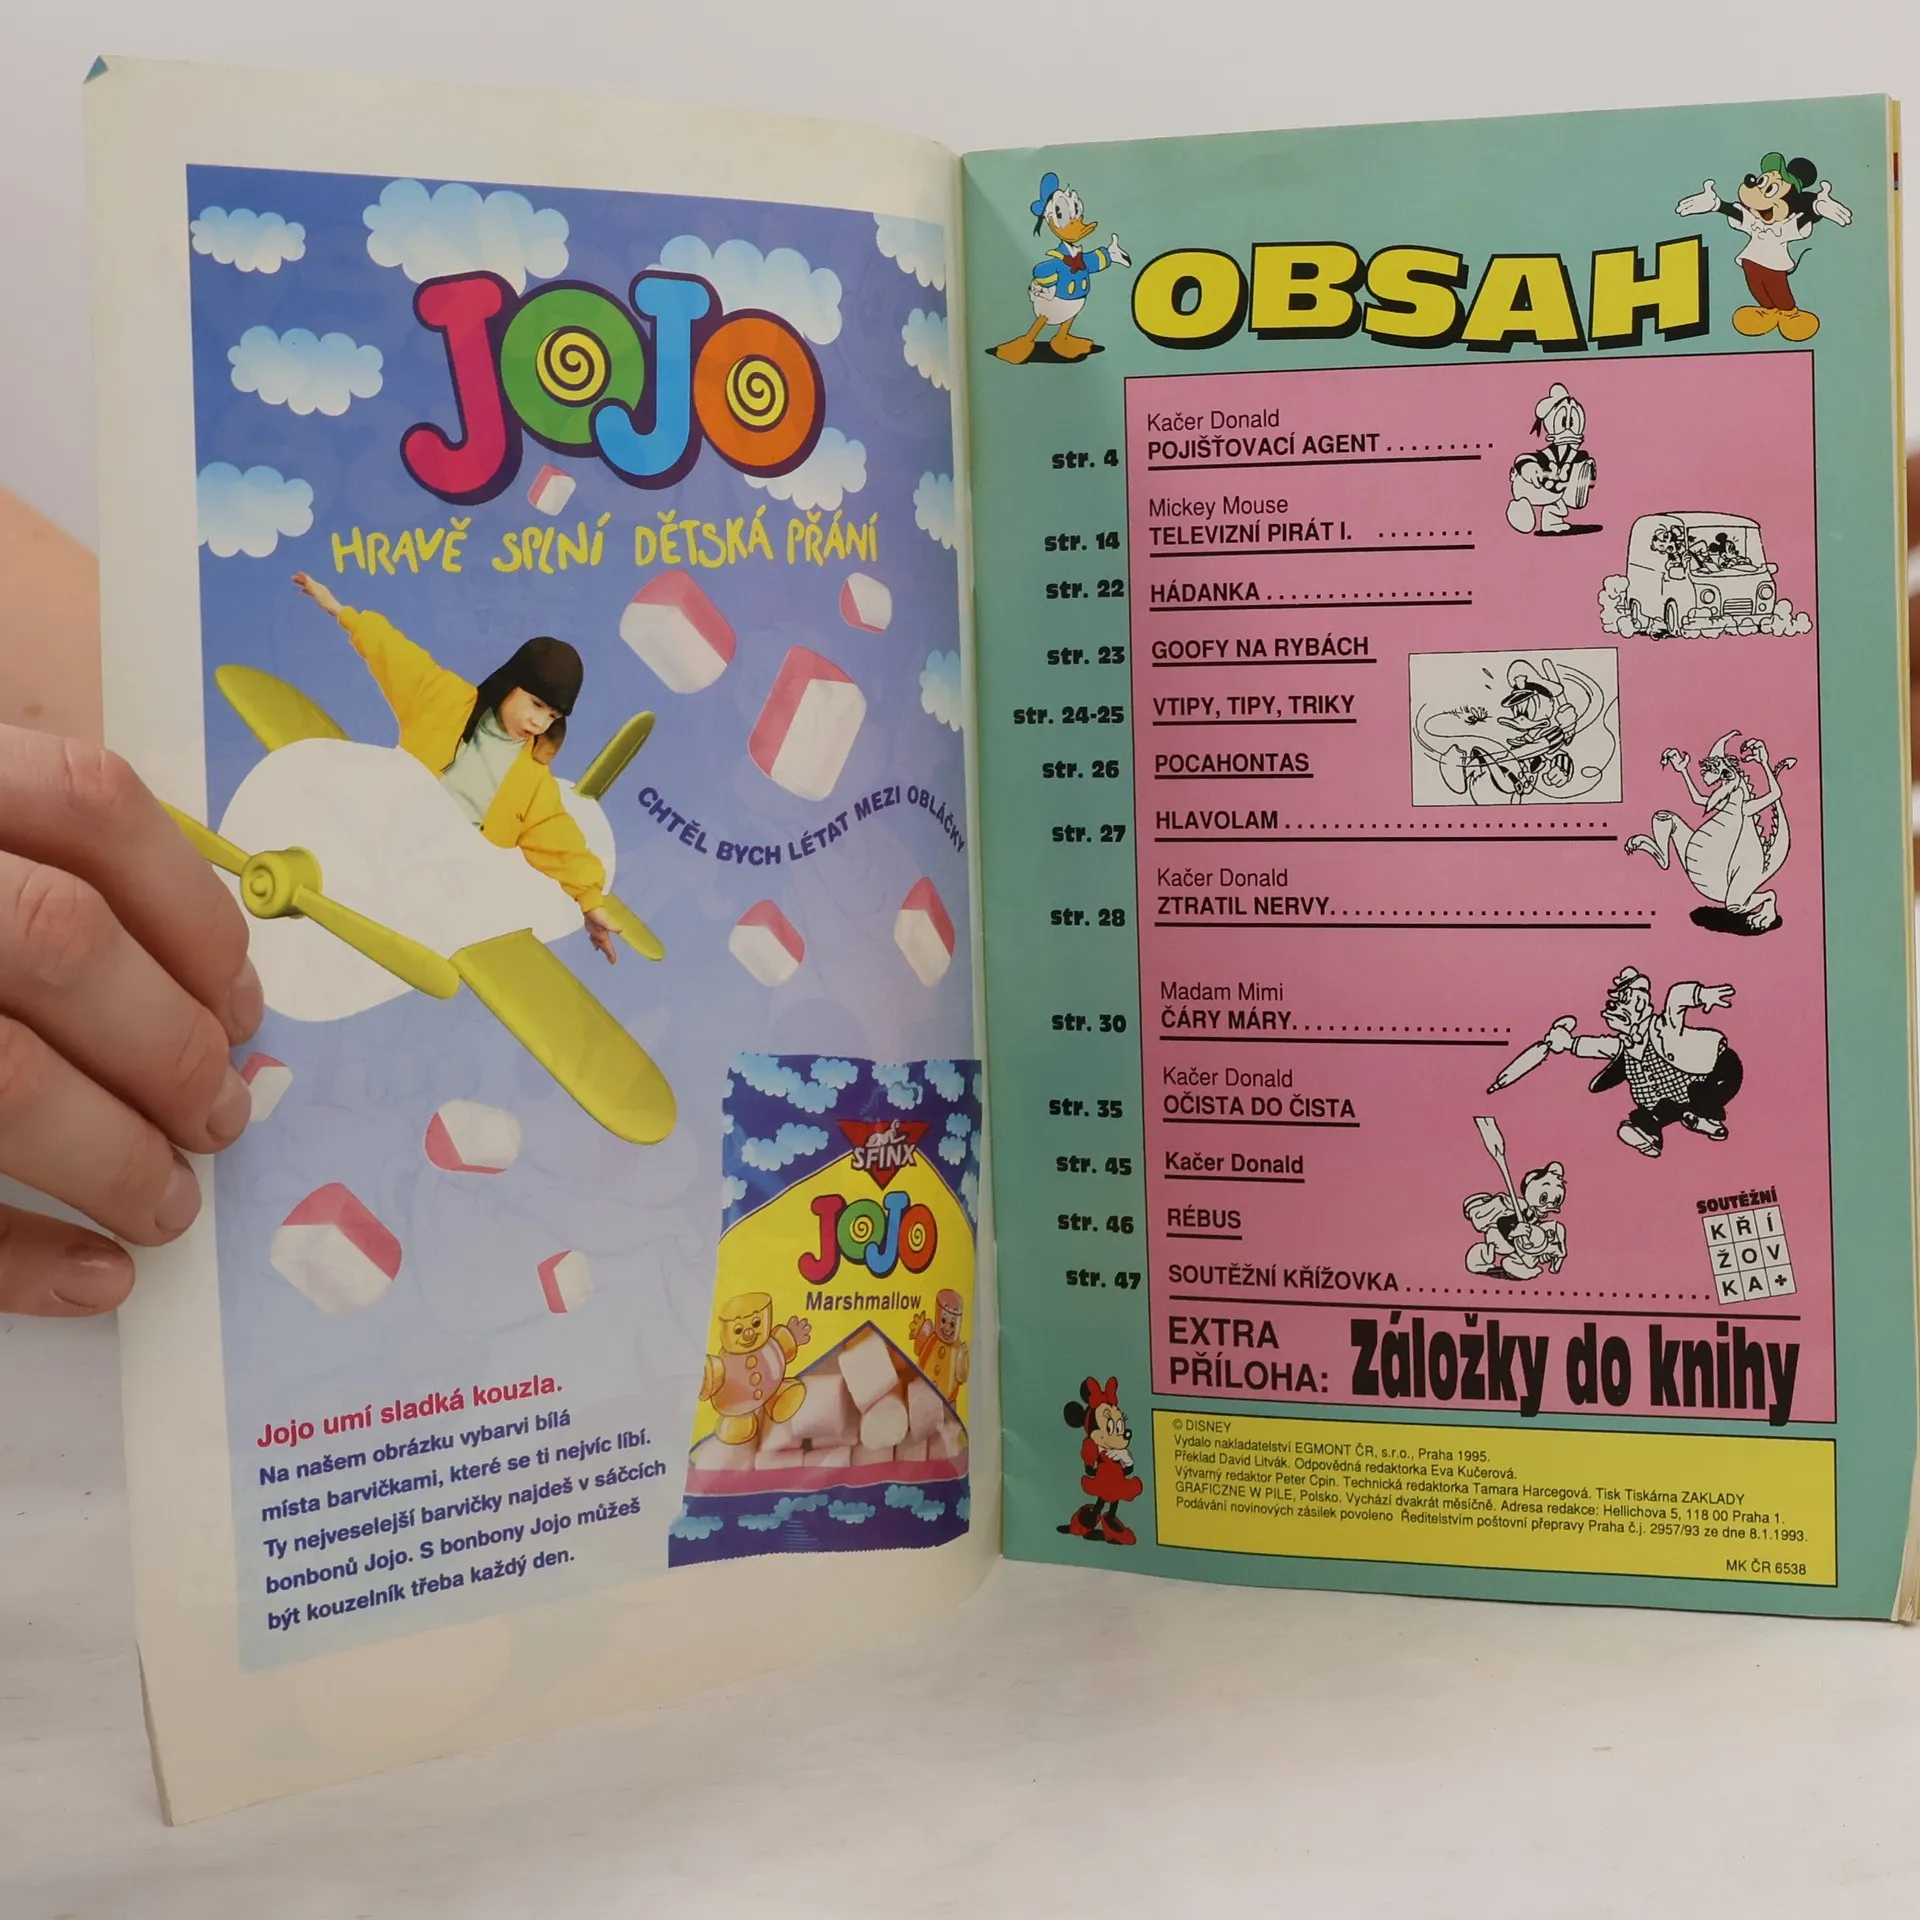 JOJO
HRAVĚ SPLNÍ DĚTSKÁ PŘÁNÍ
CHTĚL BYCH LÉTAT MEZI OBLÁČKY
SFINX
JOJO
Marshmallow
Jojo umí sladká kouzla.
Na našem obrázku vybarvi bílá
místa barvičkami, které se ti nejvíc líbí.
Ty nejveselejší barvičky najdeš v sáčcích
bonbonů Jojo. S bonbony Jojo můžeš
být kouzelník třeba každý den.
OBSAH
Kačer Donald
str. 4 POJIŠŤOVACÍ AGENT .........
Mickey Mouse
str. 14 TELEVIZNÍ PIRÁT I. ........
str. 22 HÁDANKA .................
str. 23 GOOFY NA RYBÁCH
str. 24-25 VTIPY, TIPY, TRIKY
str. 26 POCAHONTAS
str. 27 HLAVOLAM ...........................
Kačer Donald
str. 28 ZTRATIL NERVY...........................
Madam Mimi
str. 30 ČÁRY MÁRY..................
Kačer Donald
str. 35 OČISTA DO ČISTA
str. 45 Kačer Donald
str. 46 RÉBUS
str. 47 SOUTĚŽNÍ KŘÍŽOVKA .........................
SOUTĚŽNÍ
KŘÍ
ŽOV
KA+
EXTRA
PŘÍLOHA: Záložky do knihy
© DISNEY
Vydalo nakladatelství EGMONT ČR, s.r.o., Praha 1995.
Překlad David Litvák. Odpovědná redaktorka Eva Kučerová.
Výtvarný redaktor Peter Cpin. Technická redaktorka Tamara Harcegová. Tisk Tiskárna ZAKLADY
GRAFICZNE W PILE, Polsko. Vychází dvakrát měsíčně. Adresa redakce: Hellichova 5, 118 00 Praha 1.
Podávání novinových zásilek povoleno Ředitelstvím poštovní přepravy Praha č.j. 2957/93 ze dne 8.1.1993.
MK ČR 6538